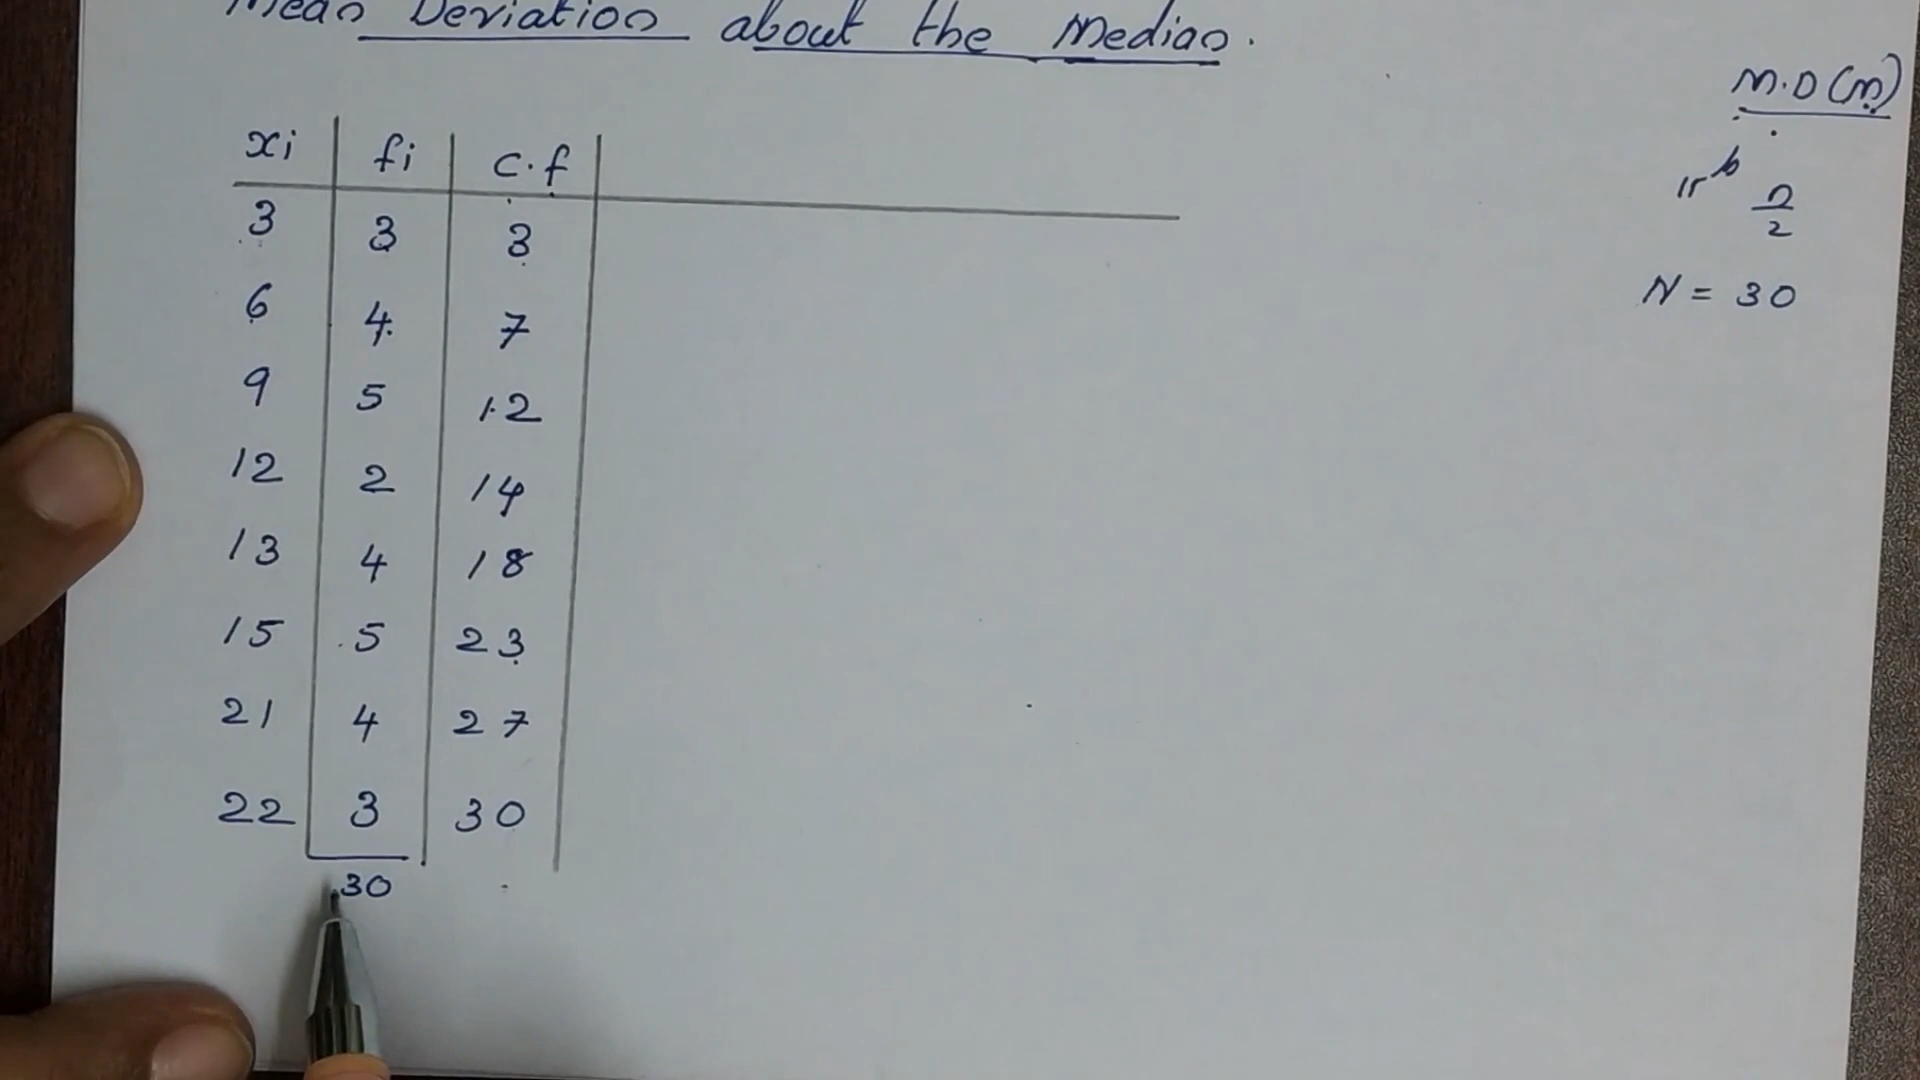 Mean Deviation about the Median.
M.D(M)
n
2
N = 30
xi fi c.f
3 3 3
6 4 7
9 5 12
12 2 14
13 4 18
15 5 23
21 4 27
22 3 30
30